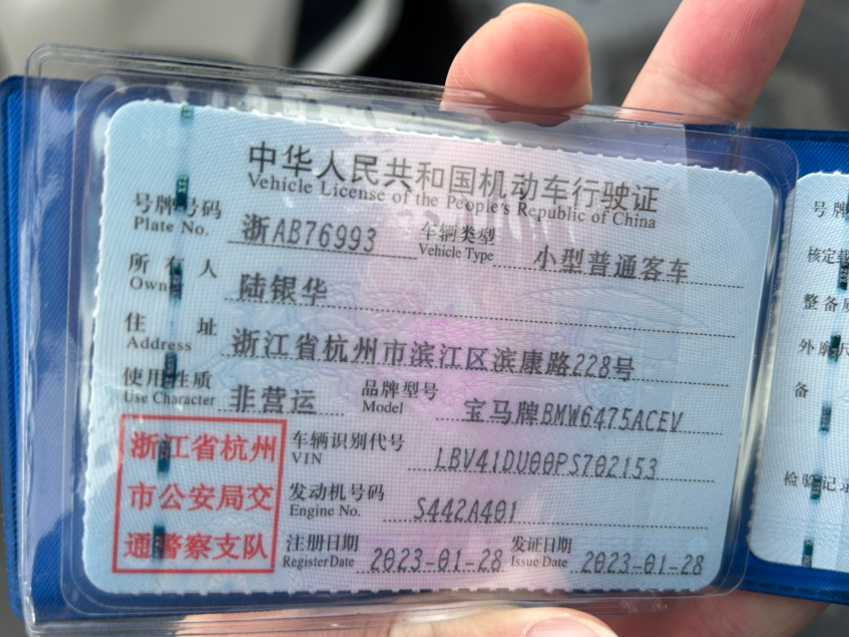 中华人民共和国机动车行驶证
Vehicle License of the People's Republic of China
号牌号码 浙AB76993 车辆类型 小型普通客车
Plate No. Vehicle Type
所有人 陆银华
Owner
住址 浙江省杭州市滨江区滨康路228号
Address
使用性质 非营运 品牌型号 宝马牌BMW6475ACEV
Use Character Model
浙江省杭州
市公安局交
通警察支队
车辆识别代号 LBV41DU00PS702153
VIN
发动机号码 S442A401
Engine No.
注册日期 2023-01-28 发证日期 2023-01-28
Register Date Issue Date
号牌
核定
整备
外廓
备
检验记录